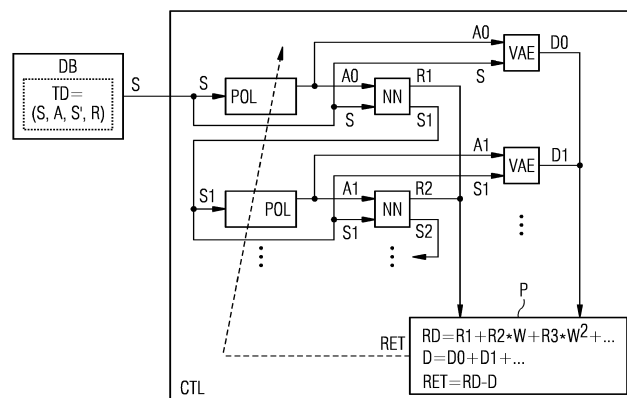 DB
TD=
(S, A, S', R)
S
S
POL
A0
S
NN
R1
S1
A0
S
VAE
D0
S1
POL
A1
S1
NN
R2
S2
A1
S1
VAE
D1
P
RD=R1+R2*W+R3*W²+...
D=D0+D1+...
RET=RD-D
RET
CTL